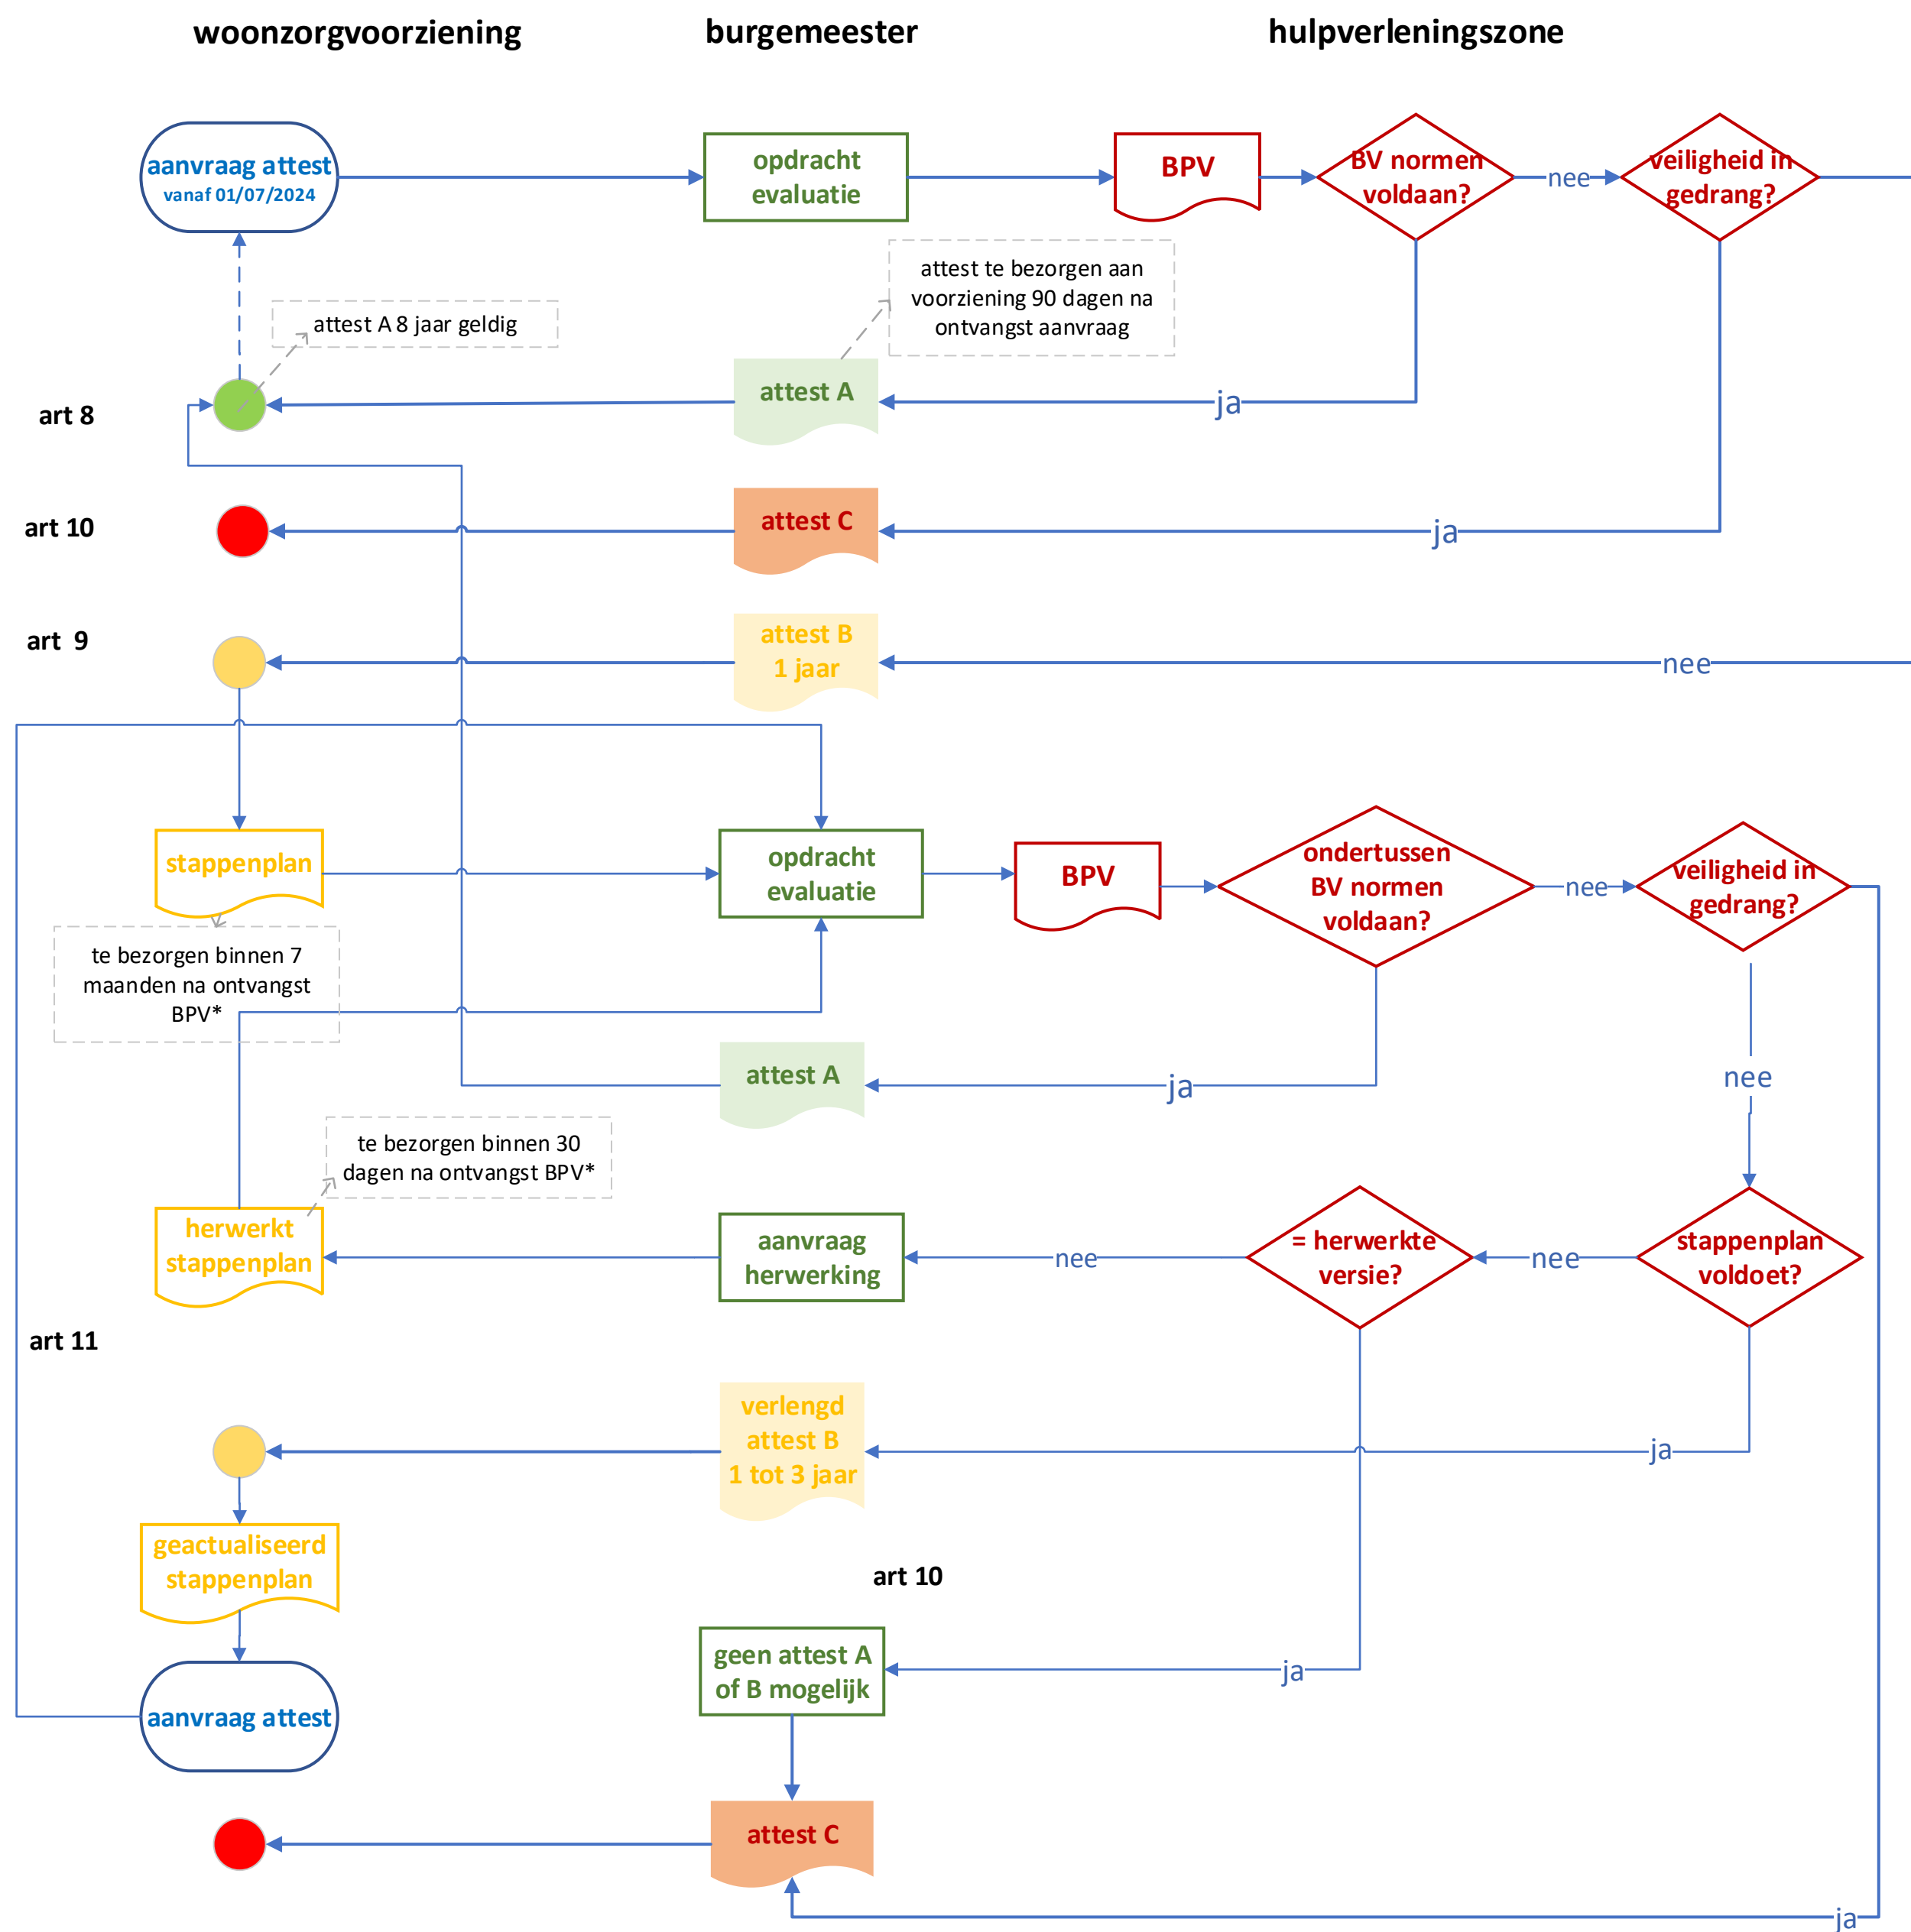 woonzorgvoorziening
burgemeester
hulpverleningszone
aanvraag attest
vanaf 01/07/2024
opdracht
evaluatie
BPV
BV normen
voldaan?
nee
veiligheid in
gedrang?
attest te bezorgen aan
voorziening 90 dagen na
ontvangst aanvraag
attest A 8 jaar geldig
art 8
attest A
ja
art 10
attest C
ja
art 9
attest B
1 jaar
nee
stappenplan
opdracht
evaluatie
BPV
ondertussen
BV normen
voldaan?
nee
veiligheid in
gedrang?
te bezorgen binnen 7
maanden na ontvangst
BPV*
attest A
ja
nee
te bezorgen binnen 30
dagen na ontvangst BPV*
herwerkt
stappenplan
aanvraag
herwerking
nee
= herwerkte
versie?
nee
stappenplan
voldoet?
art 11
verlengd
attest B
1 tot 3 jaar
ja
geactualiseerd
stappenplan
art 10
geen attest A
of B mogelijk
ja
aanvraag attest
attest C
ja